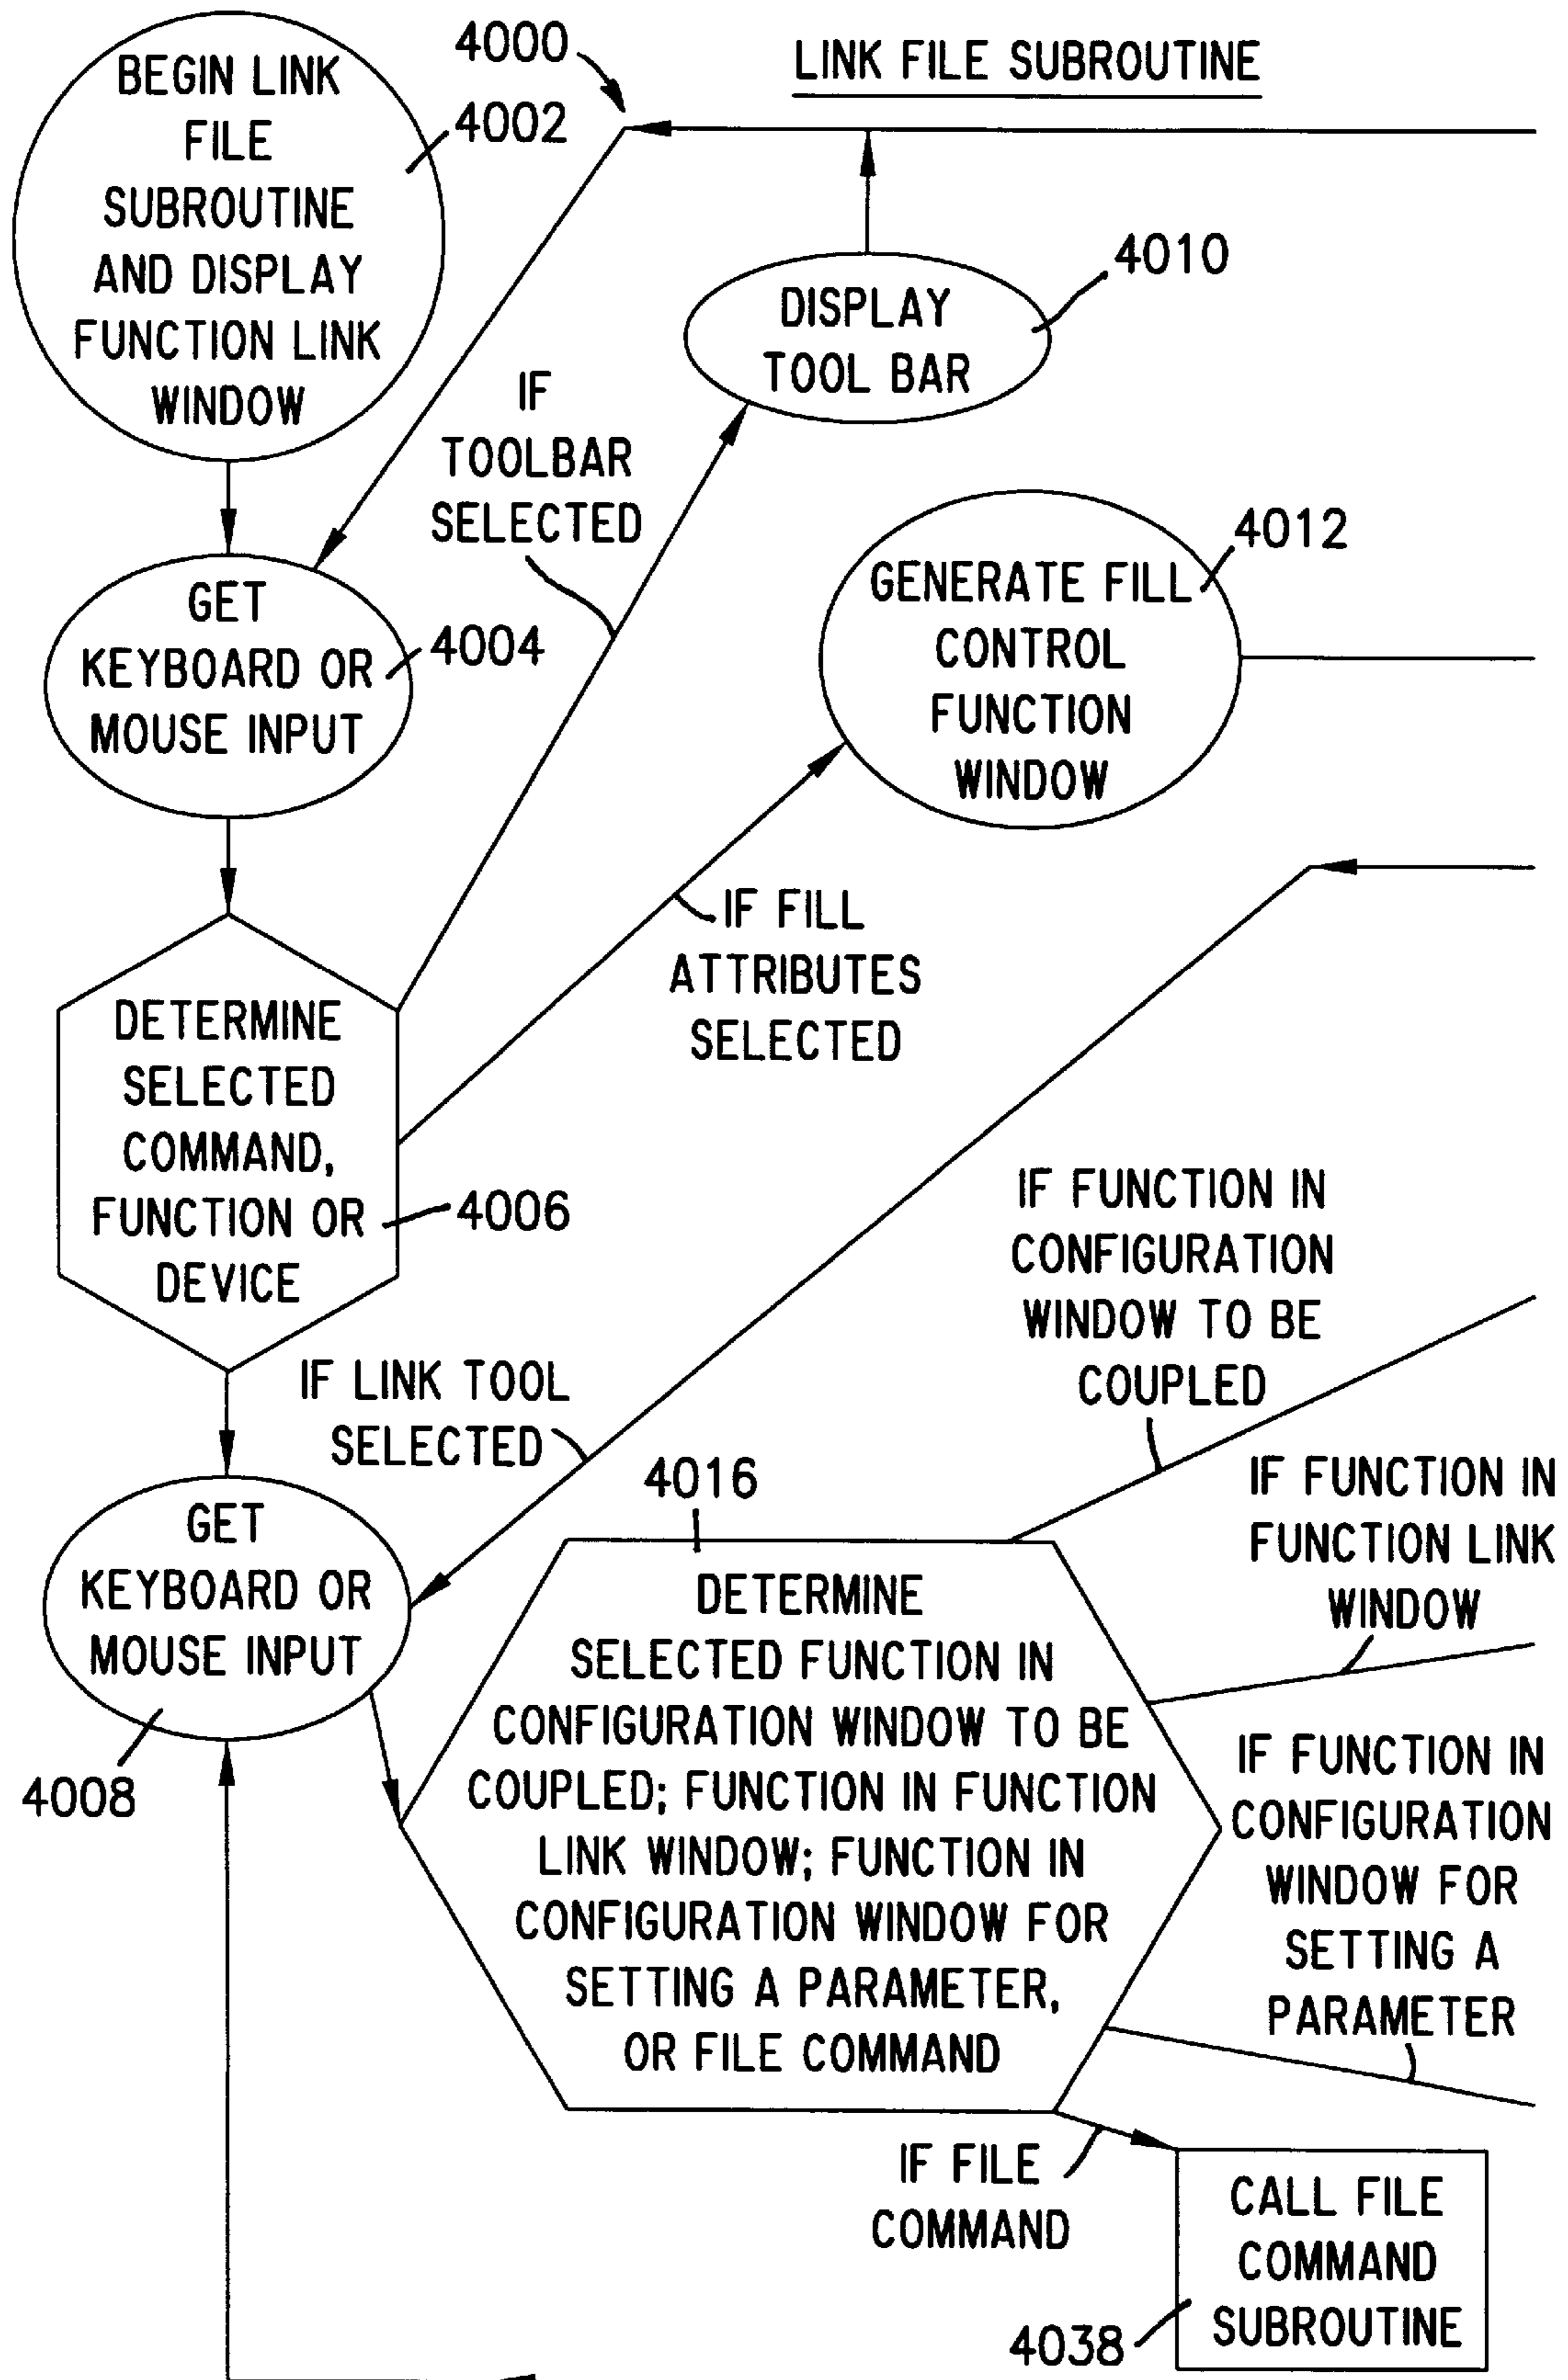 BEGIN LINK
FILE
SUBROUTINE
AND DISPLAY
FUNCTION LINK
WINDOW
4002
4000
LINK FILE SUBROUTINE
4010
DISPLAY
TOOL BAR
IF
TOOLBAR
SELECTED
4012
GENERATE FILL
CONTROL
FUNCTION
WINDOW
GET
KEYBOARD OR
MOUSE INPUT
4004
IF FILL
ATTRIBUTES
SELECTED
DETERMINE
SELECTED
COMMAND,
FUNCTION OR
DEVICE
4006
IF FUNCTION IN
CONFIGURATION
WINDOW TO BE
COUPLED
IF LINK TOOL
SELECTED
4016
IF FUNCTION IN
FUNCTION LINK
WINDOW
GET
KEYBOARD OR
MOUSE INPUT
4008
DETERMINE
SELECTED FUNCTION IN
CONFIGURATION WINDOW TO BE
COUPLED; FUNCTION IN FUNCTION
LINK WINDOW; FUNCTION IN
CONFIGURATION WINDOW FOR
SETTING A PARAMETER,
OR FILE COMMAND
IF FUNCTION IN
CONFIGURATION
WINDOW FOR
SETTING A
PARAMETER
IF FILE
COMMAND
CALL FILE
COMMAND
SUBROUTINE
4038